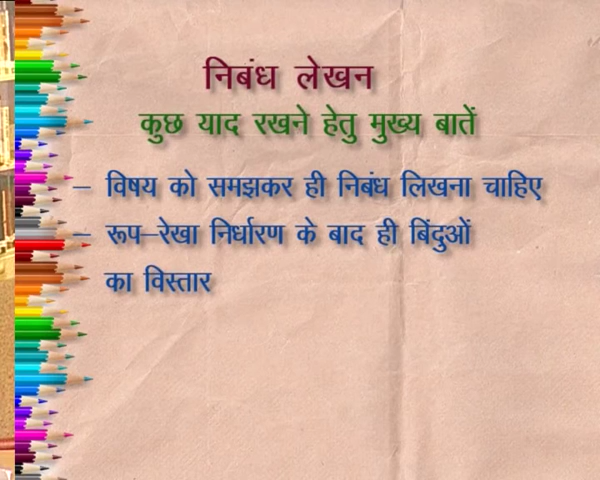 निबंध लेखन
कुछ याद रखने हेतु मुख्य बातें
– विषय को समझकर ही निबंध लिखना चाहिए
– रूप–रेखा निर्धारण के बाद ही बिंदुओं
का विस्तार